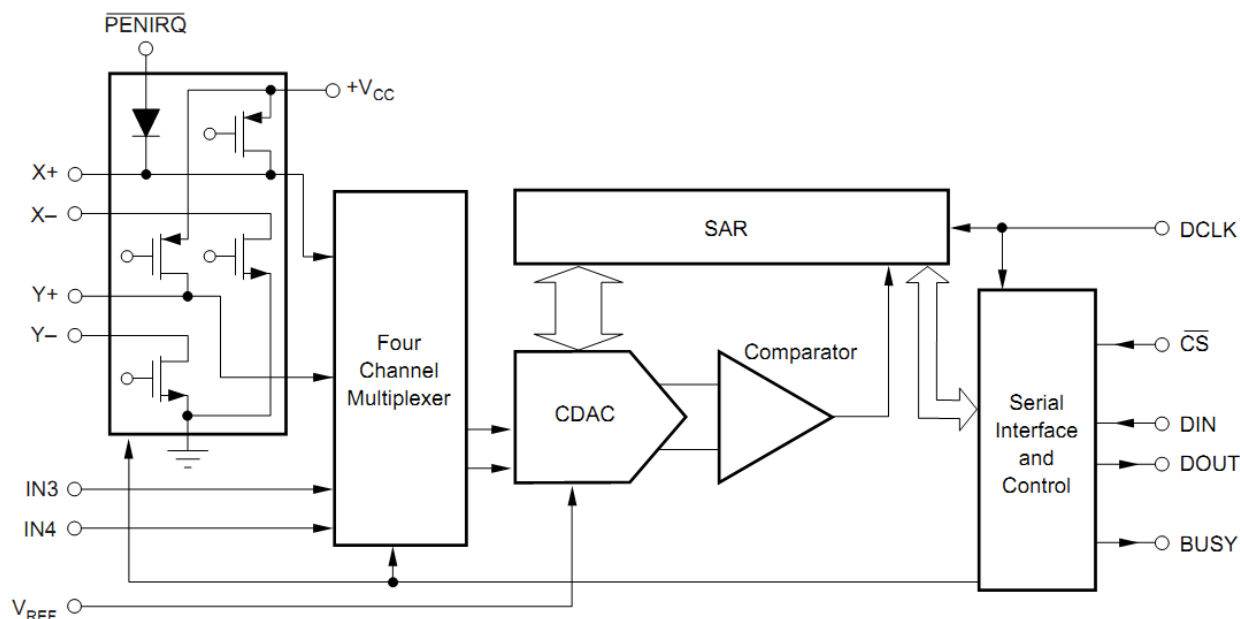 PENIRQ
+VCC
X+
X–
Y+
Y–
IN3
IN4
VREF
Four
Channel
Multiplexer
SAR
CDAC
Comparator
Serial
Interface
and
Control
DCLK
CS
DIN
DOUT
BUSY